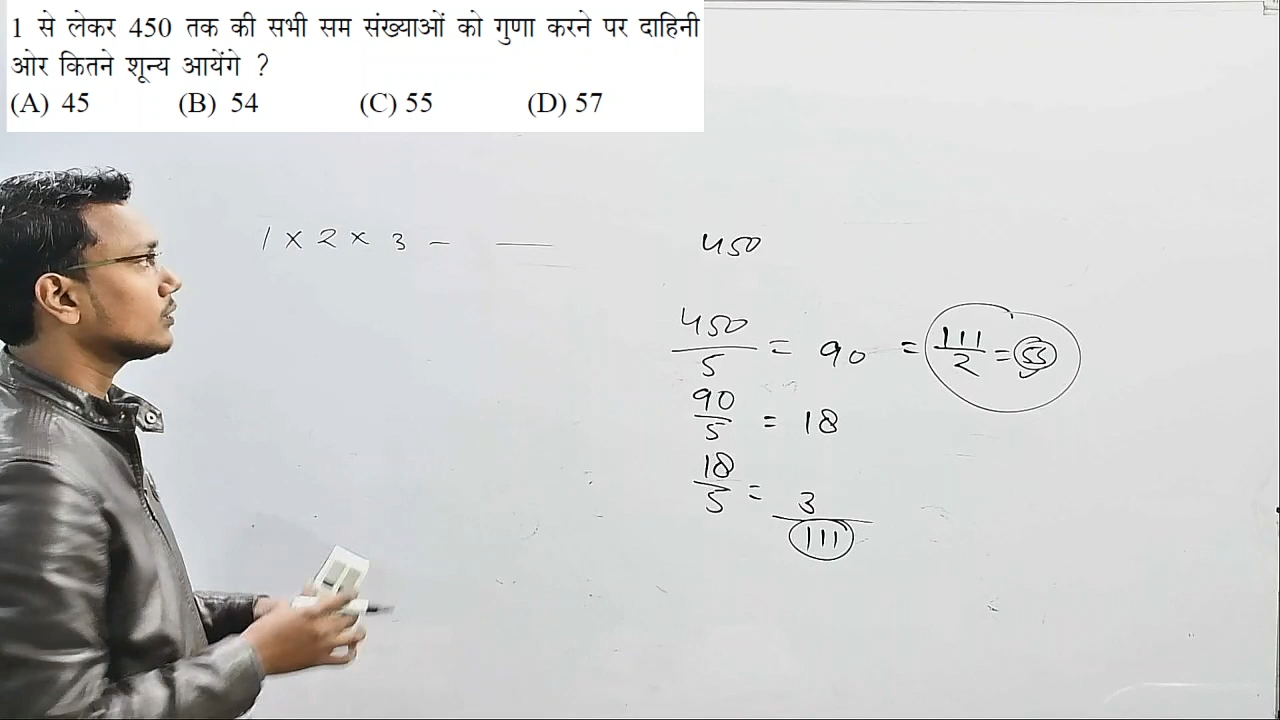 1 से लेकर 450 तक की सभी सम संख्याओं को गुणा करने पर दाहिनी
ओर कितने शून्य आयेंगे ?
(A) 45 (B) 54 (C) 55 (D) 57
1 × 2 × 3 - — 450
450/5 = 90 = 111/2 = 55
90/5 = 18
18/5 = 3
111